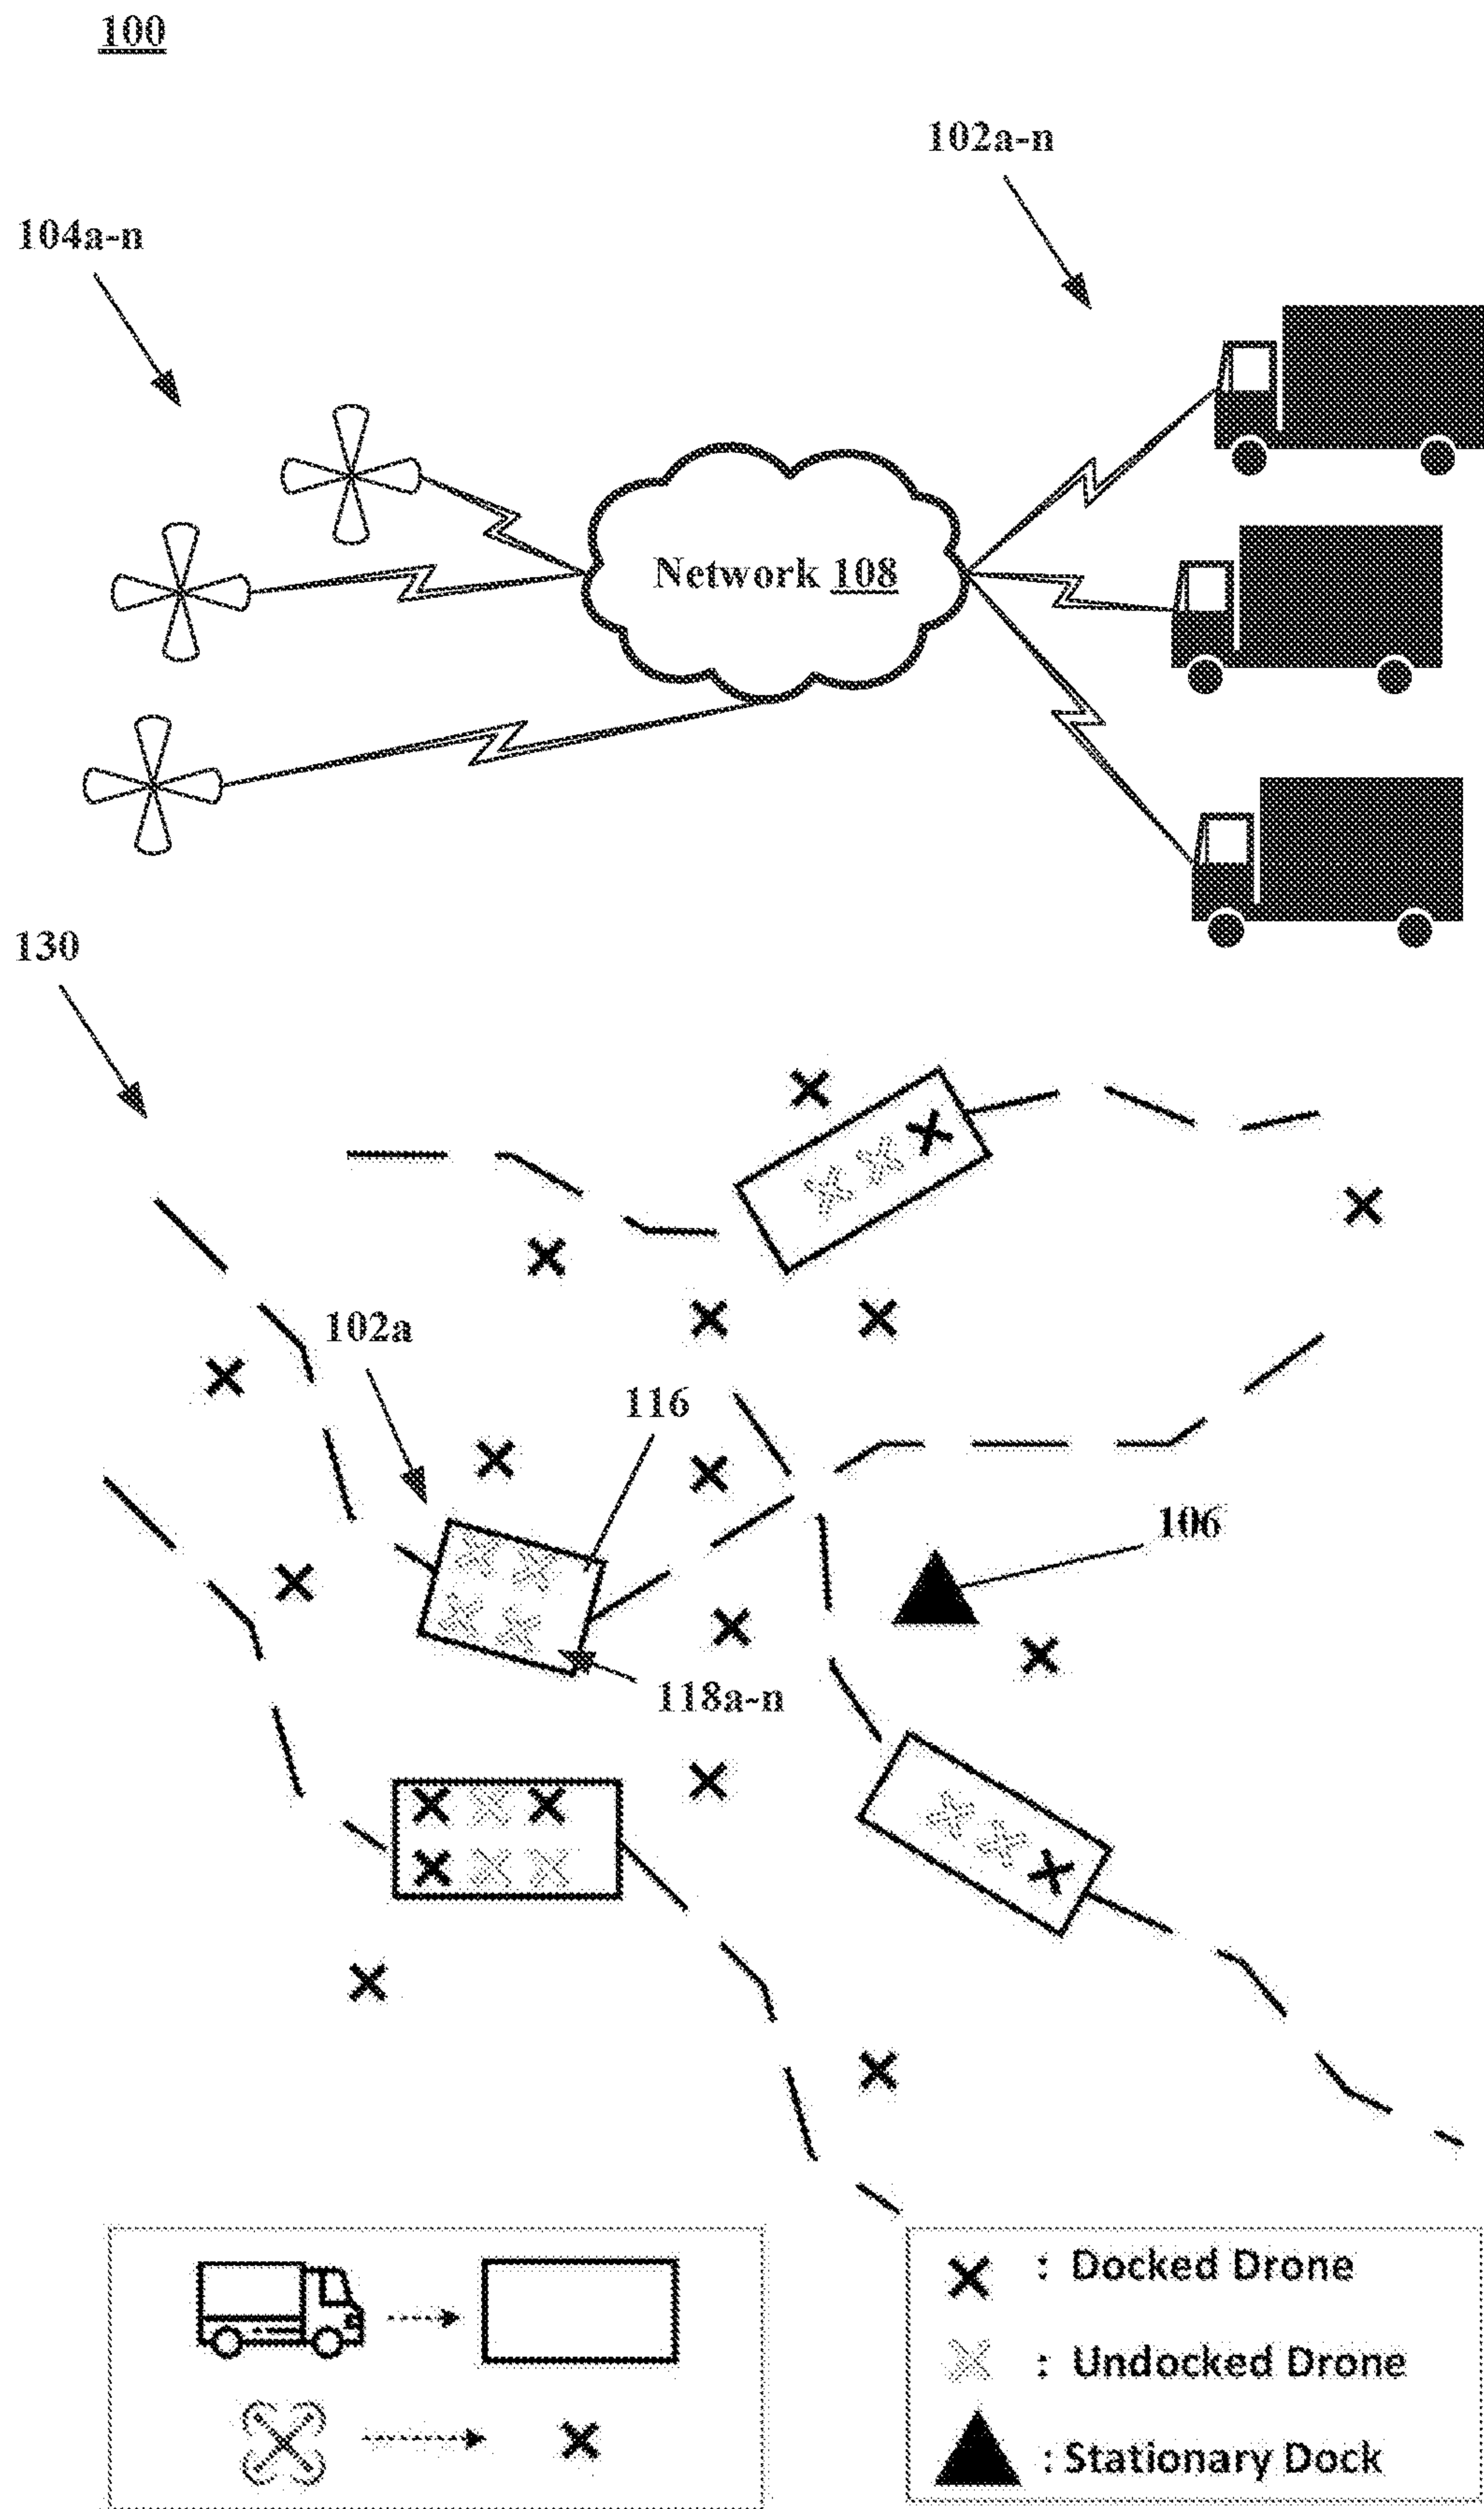 100
102a-n
104a-n
Network 108
130
102a
116
106
118a-n
: Docked Drone
: Undocked Drone
: Stationary Dock